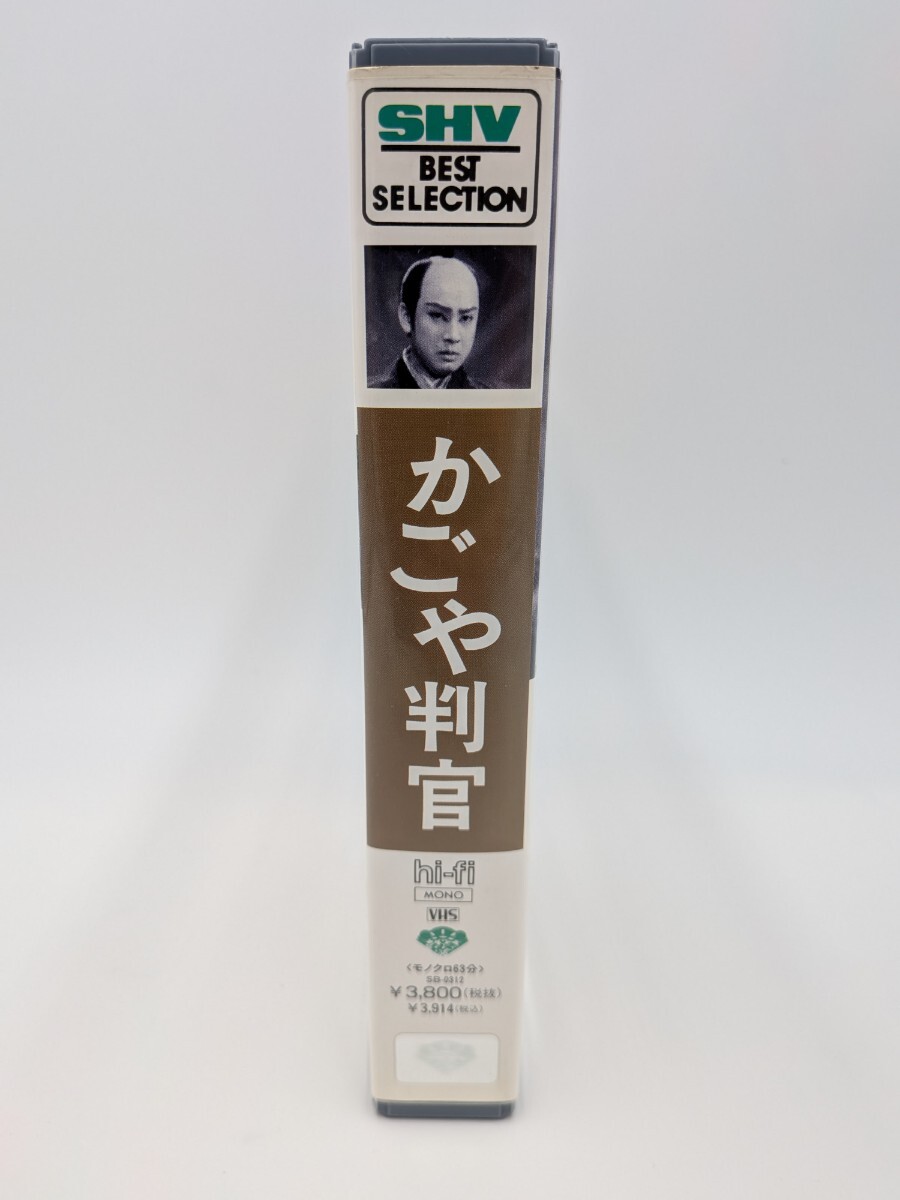 SHV
BEST
SELECTION
かごや判官
hi-fi
MONO
VHS
〈モノクロ63分〉
SB-0312
¥3,800(税抜)
¥3,914(税込)